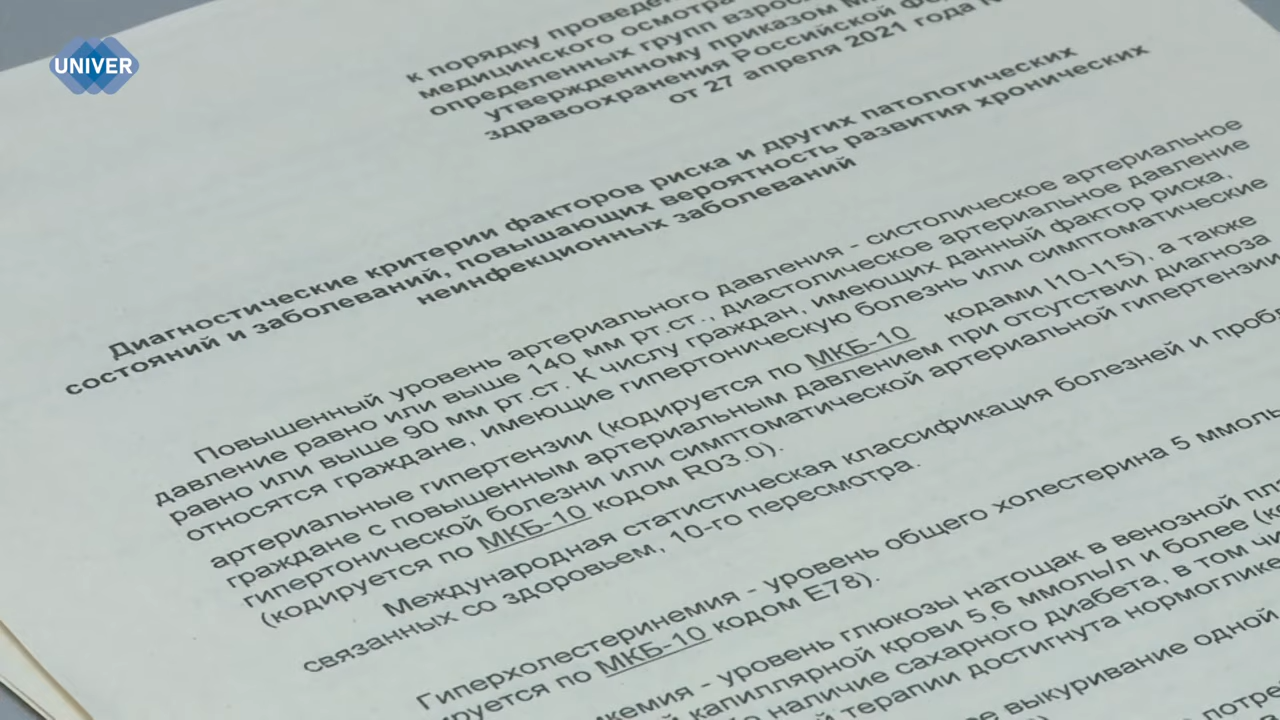 UNIVER
к порядку проведе
медицинского осмотра
определенных групп взрос
утвержденному приказом М
здравоохранения Российской Фе
от 27 апреля 2021 года N
Диагностические критерии факторов риска и других патологических
состояний и заболеваний, повышающих вероятность развития хронических
неинфекционных заболеваний
Повышенный уровень артериального давления - систолическое артериальное
давление равно или выше 140 мм рт.ст., диастолическое артериальное давление
равно или выше 90 мм рт.ст. К числу граждан, имеющих данный фактор риска,
относятся граждане, имеющие гипертоническую болезнь или симптоматические
артериальные гипертензии (кодируется по МКБ-10 кодами I10-I15), а также
граждане с повышенным артериальным давлением при отсутствии диагноза
гипертонической болезни или симптоматической артериальной гипертензии
(кодируется по МКБ-10 кодом R03.0).
Международная статистическая классификация болезней и проб
связанных со здоровьем, 10-го пересмотра.
Гиперхолестеринемия - уровень общего холестерина 5 ммоль
ируется по МКБ-10 кодом E78).
кемия - уровень глюкозы натощак в венозной пл
й капиллярной крови 5,6 ммоль/л и более (к
наличие сахарного диабета, в том чи
й терапии достигнута нормоглике
выкуривание одной
потре